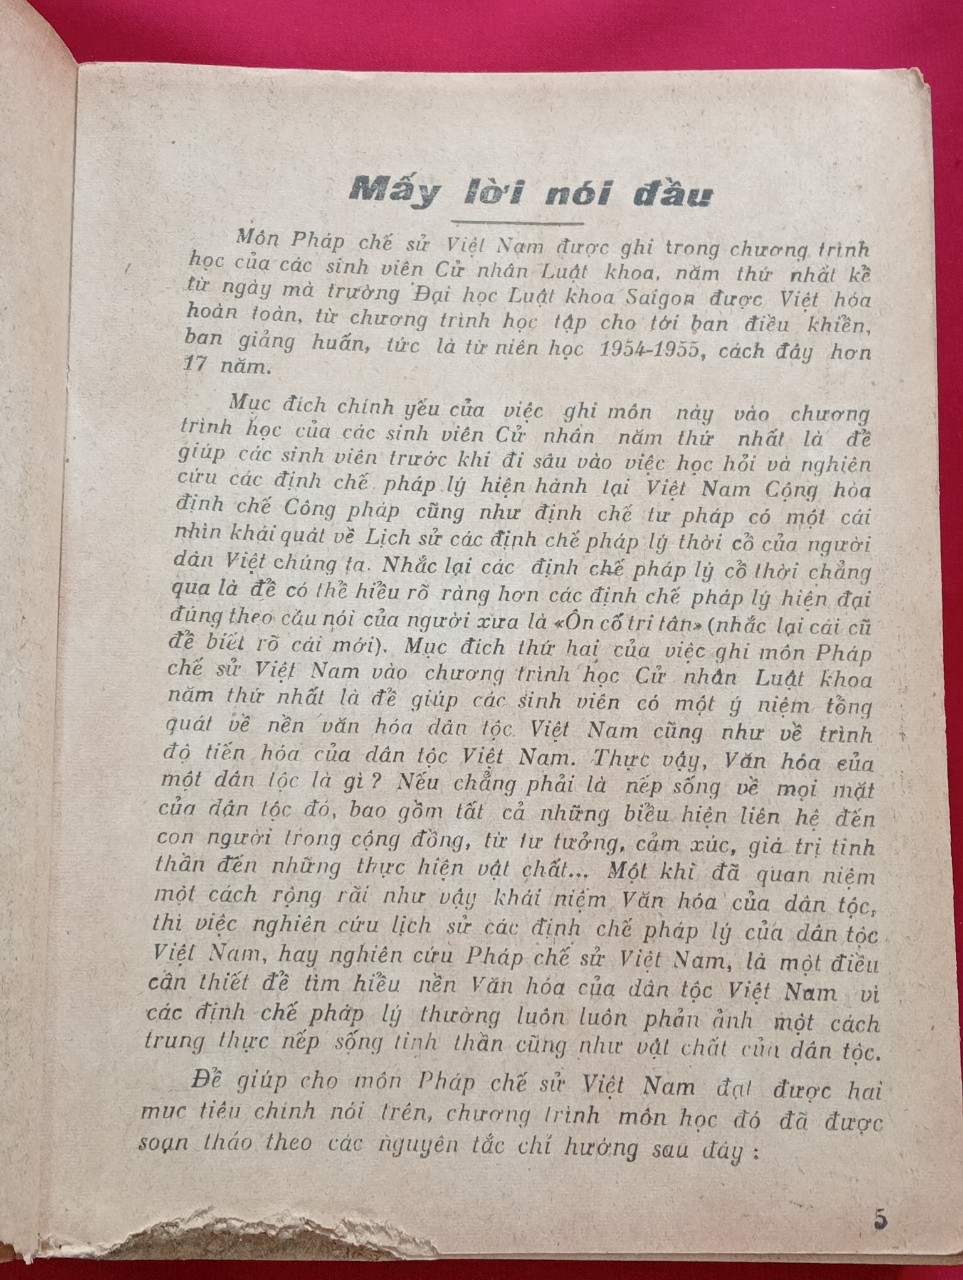 Mấy lời nói đầu
Môn Pháp chế sử Việt Nam được ghi trong chương trình
học của các sinh viên Cử nhân Luật khoa, năm thứ nhất kể
từ ngày mà trường Đại học Luật khoa Saigon được Việt hóa
hoàn toàn, từ chương trình học tập cho tới ban điều khiển,
ban giảng huấn, tức là từ niên học 1954-1955, cách đây hơn
17 năm.
Mục đích chính yếu của việc ghi môn này vào chương
trình học của các sinh viên Cử nhân năm thứ nhất là để
giúp các sinh viên trước khi đi sâu vào việc học hỏi và nghiên
cứu các định chế pháp lý hiện hành tại Việt Nam Cộng hòa
định chế Công pháp cũng như định chế tư pháp có một cái
nhìn khái quát về Lịch sử các định chế pháp lý thời cổ của người
dân Việt chúng ta. Nhắc lại các định chế pháp lý cổ thời chẳng
qua là để có thể hiểu rõ ràng hơn các định chế pháp lý hiện đại
đúng theo câu nói của người xưa là «Ôn cố tri tân» (nhắc lại cái cũ
để biết rõ cái mới). Mục đích thứ hai của việc ghi môn Pháp
chế sử Việt Nam vào chương trình học Cử nhân Luật khoa
năm thứ nhất là để giúp các sinh viên có một ý niệm tổng
quát về nền văn hóa dân tộc Việt Nam cũng như về trình
độ tiến hóa của dân tộc Việt Nam. Thực vậy, Văn hóa của
một dân tộc là gì ? Nếu chẳng phải là nếp sống về mọi mặt
của dân tộc đó, bao gồm tất cả những biểu hiện liên hệ đến
con người trong cộng đồng, từ tư tưởng, cảm xúc, giá trị tinh
thần đến những thực hiện vật chất... Một khi đã quan niệm
một cách rộng rãi như vậy khái niệm Văn hóa của dân tộc,
thì việc nghiên cứu lịch sử các định chế pháp lý của dân tộc
Việt Nam, hay nghiên cứu Pháp chế sử Việt Nam, là một điều
cần thiết để tìm hiểu nền Văn hóa của dân tộc Việt Nam vì
các định chế pháp lý thường luôn luôn phản ảnh một cách
trung thực nếp sống tinh thần cũng như vật chất của dân tộc.
Để giúp cho môn Pháp chế sử Việt Nam đạt được hai
mục tiêu chính nói trên, chương trình môn học đó đã được
soạn thảo theo các nguyên tắc chỉ hướng sau đây :
5